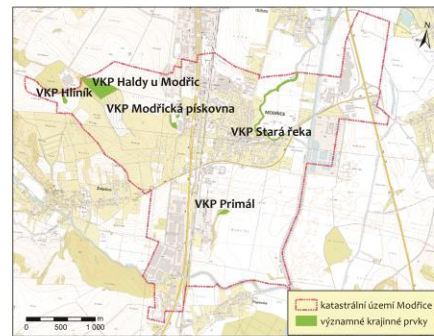 N
VKP Haldy u Modřic
VKP Hliník
VKP Modřická pískovna
MODŘICE
VKP Stará řeka
VKP Primál
m
0 500 1 000
katastrální území Modřice
významné krajinné prvky